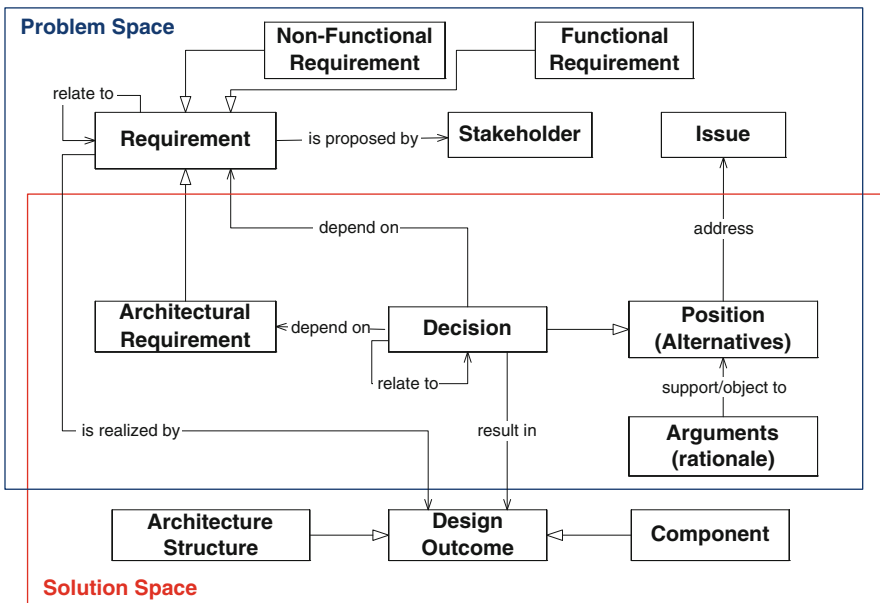 Problem Space
Non-Functional
Requirement
Functional
Requirement
relate to
Requirement
is proposed by
Stakeholder
Issue
depend on
address
Architectural
Requirement
depend on
Decision
Position
(Alternatives)
relate to
support/object to
is realized by
result in
Arguments
(rationale)
Architecture
Structure
Design
Outcome
Component
Solution Space